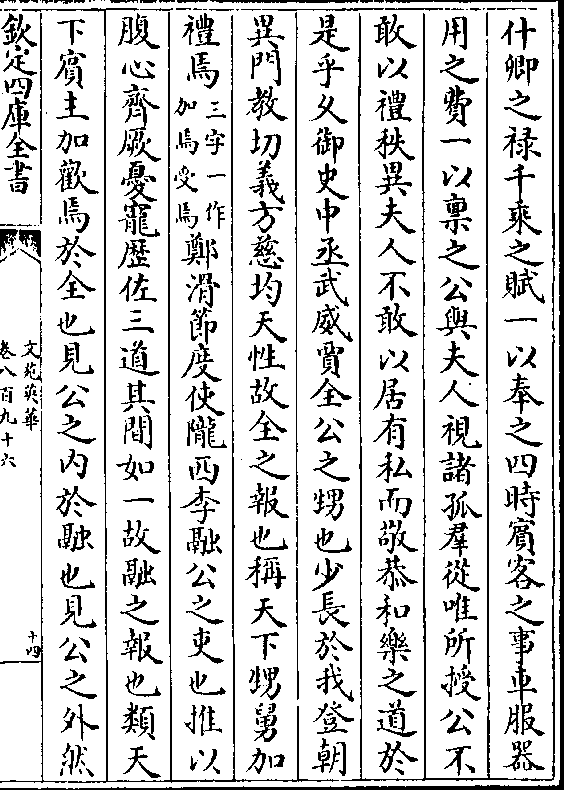 什卿之禄千乘之賦一以奉之四時賓客之事車服器
用之費一以稟之公與夫人視諸孤羣從唯所授公不
敢以禮秩異夫人不敢以居有私而敬恭和樂之道於
是乎乆御史中丞武威賈全公之甥也少長於我登朝
異門教切義方慈均天性故全之報也稱天下甥舅加
禮焉三字一作加焉受焉鄭滑節度使隴西李融公之吏也推以
腹心齊厥憂寵歴佐三道其間如一故融之報也類天
下賓主加歡焉於全也見公之内於融也見公之外然
欽定四庫全書
文苑英華
卷八百九十六
十四